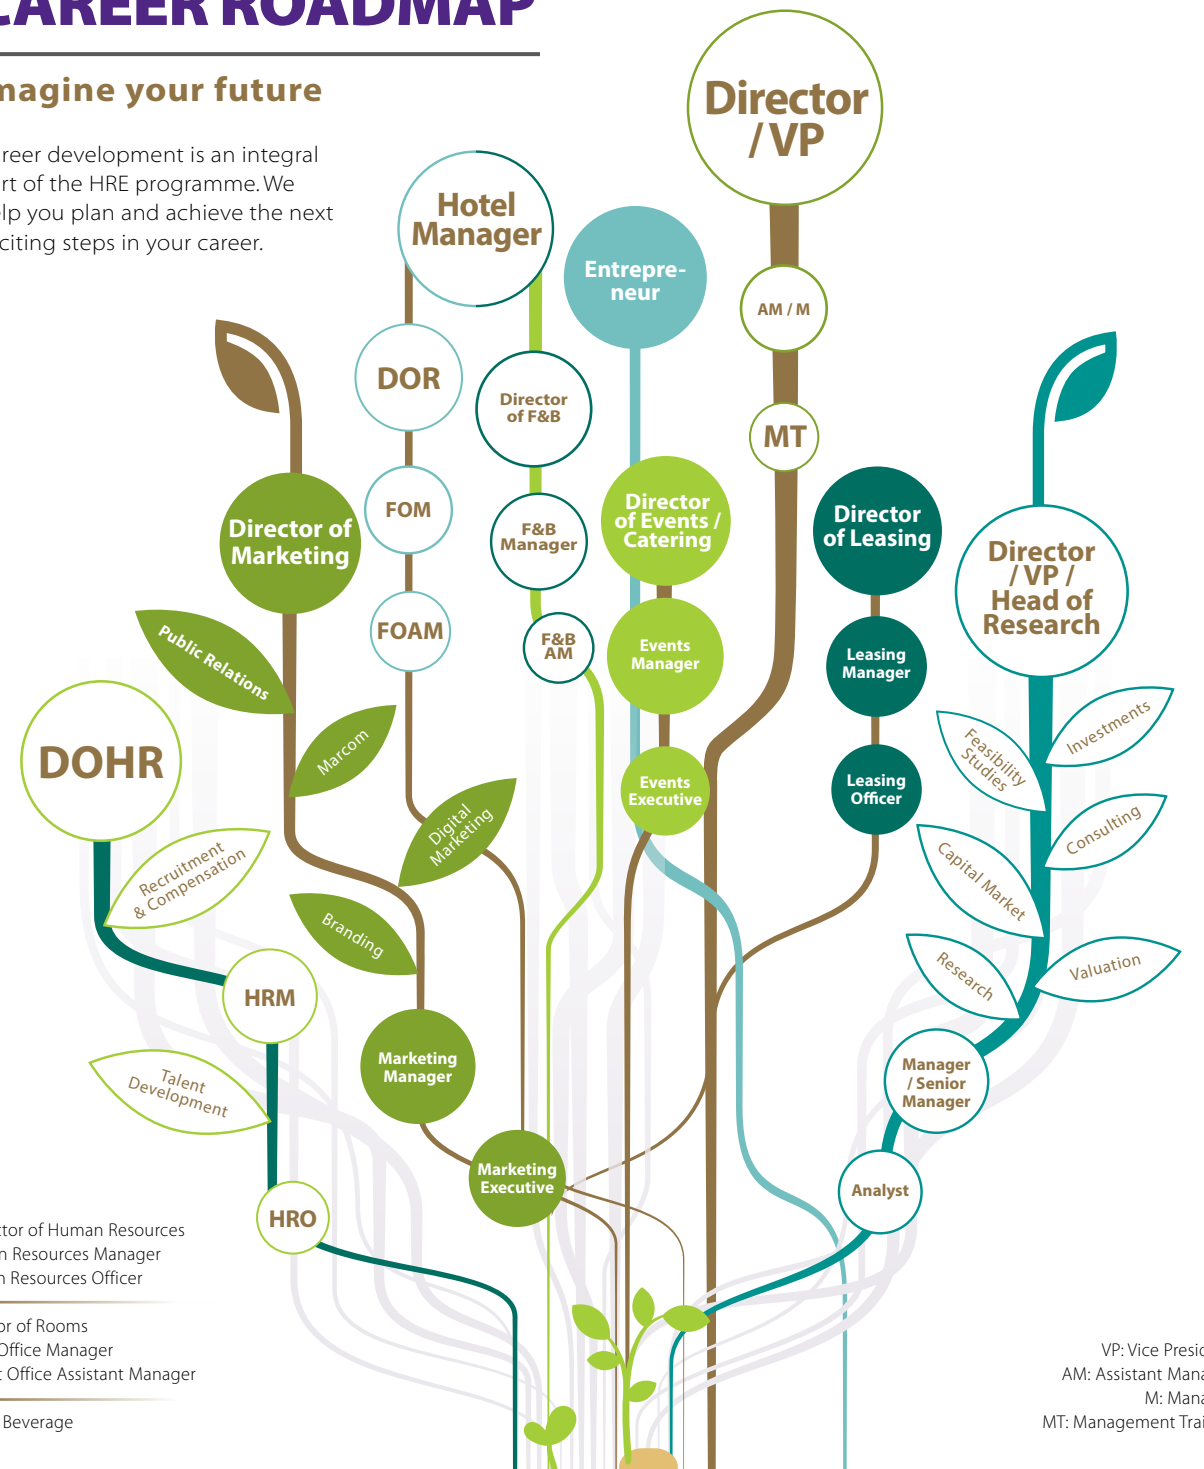 CAREER ROADMAP
magine your future
reer development is an integral
rt of the HRE programme. We
elp you plan and achieve the next
citing steps in your career.
Director
/ VP
Hotel
Manager
Entrepre-
neur
AM / M
DOR
Director
of F&B
MT
FOM
F&B
Manager
Director
of Events /
Catering
Director
of Leasing
Director of
Marketing
Director
/ VP /
Head of
Research
FOAM
F&B
AM
Events
Manager
Leasing
Manager
Public Relations
Marcom
DOHR
Events
Executive
Leasing
Officer
Feasibility
Studies
Investments
Digital
Marketing
Consulting
Recruitment
& Compensation
Capital Market
Branding
Research
Valuation
HRM
Marketing
Manager
Manager
/ Senior
Manager
Talent
Development
Marketing
Executive
Analyst
HRO
ctor of Human Resources
n Resources Manager
n Resources Officer
or of Rooms
Office Manager
t Office Assistant Manager
Beverage
VP: Vice Presid
AM: Assistant Mana
M: Mana
MT: Management Trai